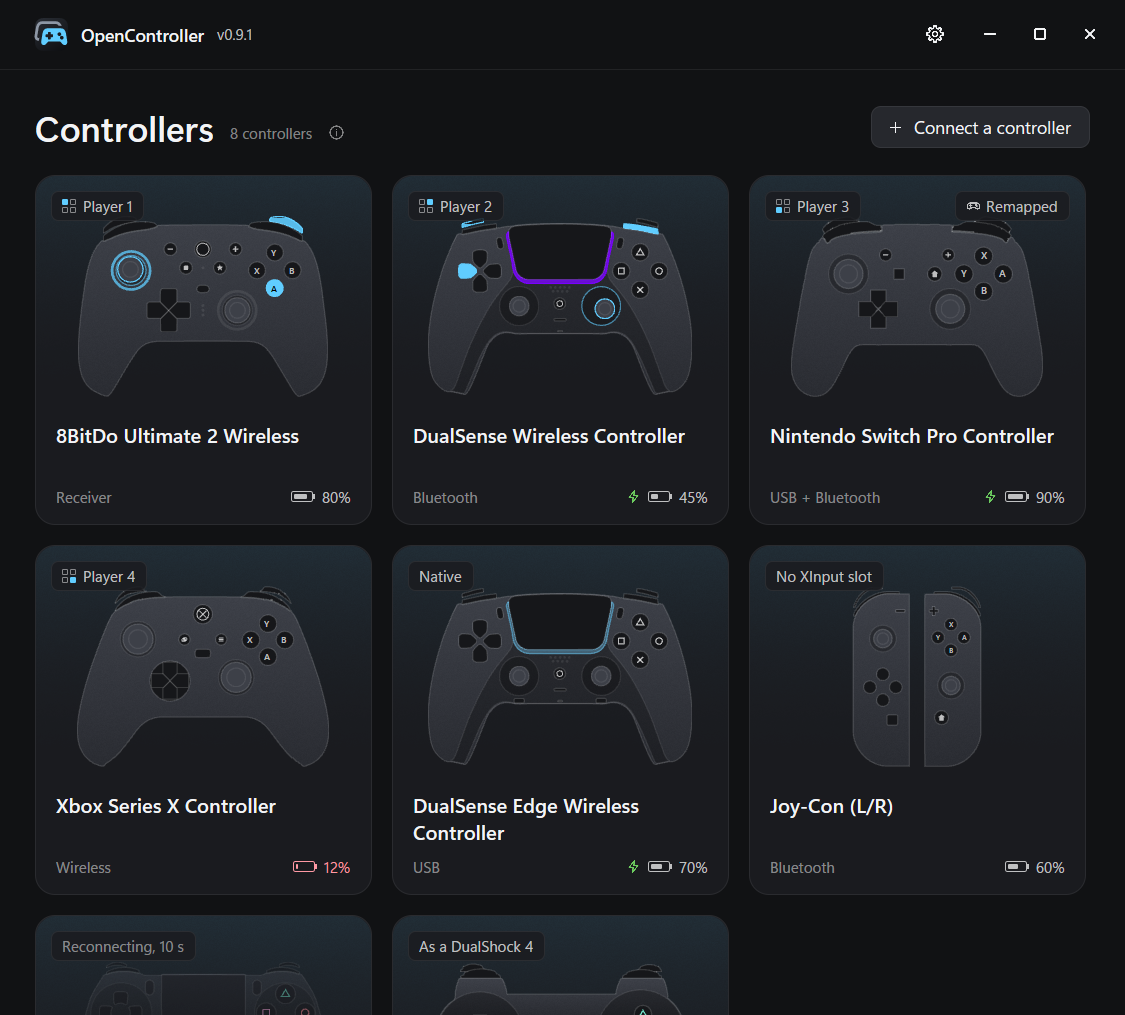 OpenController v0.9.1
Controllers 8 controllers
+ Connect a controller
Player 1
Y
X B
A
8BitDo Ultimate 2 Wireless
Receiver 80%
Player 2
DualSense Wireless Controller
Bluetooth 45%
Player 3 Remapped
X
Y A
B
Nintendo Switch Pro Controller
USB + Bluetooth 90%
Player 4
Y
X B
A
Xbox Series X Controller
Wireless 12%
Native
DualSense Edge Wireless
Controller
USB 70%
No XInput slot
X
Y A
B
Joy-Con (L/R)
Bluetooth 60%
Reconnecting, 10 s
As a DualShock 4